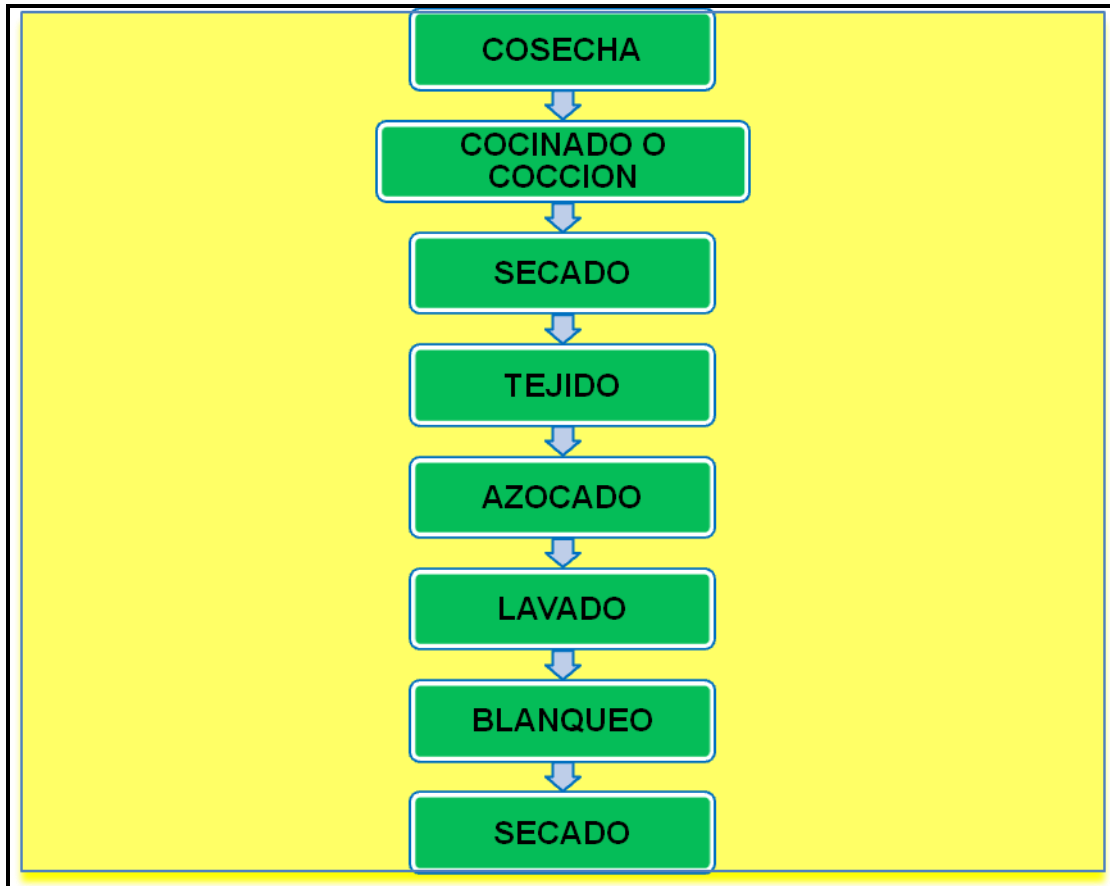 COSECHA
COCINADO O
COCCION
SECADO
TEJIDO
AZOCADO
LAVADO
BLANQUEO
SECADO